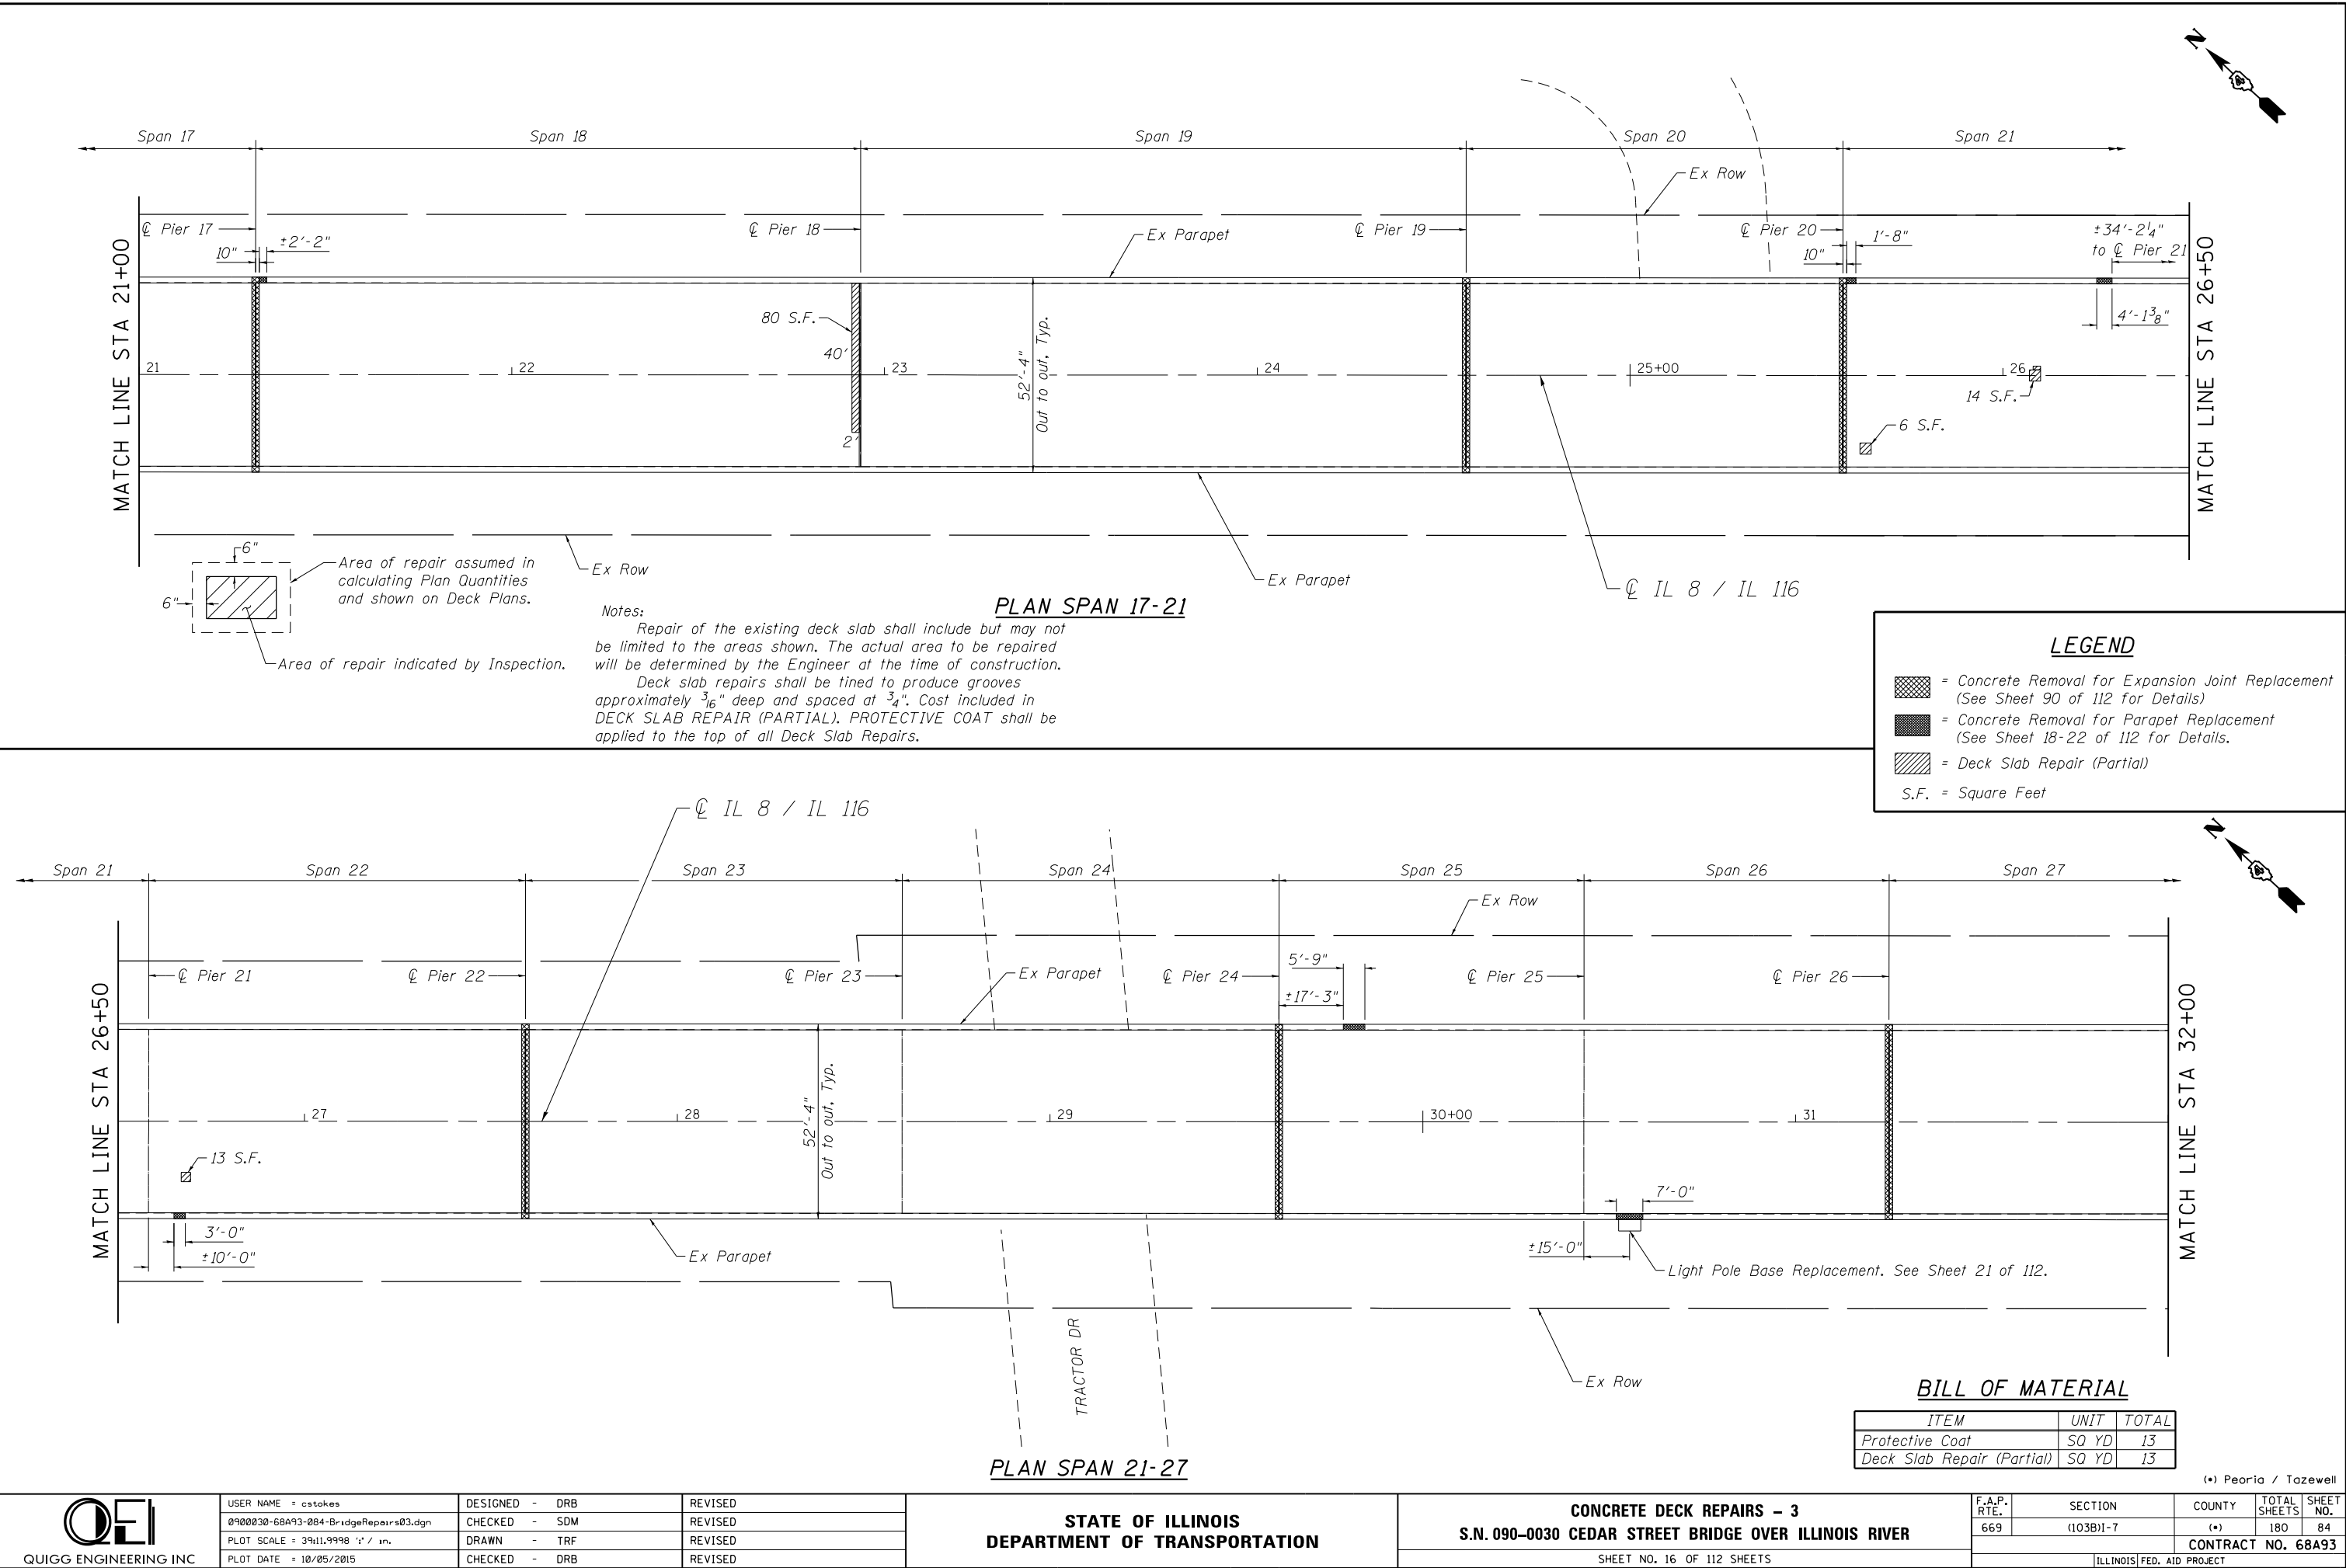 N
4
Span 17
Span 18
Span 19
Span 20
Span 21
Ex Row
℄ Pier 17
℄ Pier 18
℄ Pier 19
℄ Pier 20
±34'-2¼"
to ℄ Pier 21
10"
±2'-2"
Ex Parapet
10"
1'-8"
MATCH LINE STA 21+00
MATCH LINE STA 26+50
80 S.F.
40'
2'
52'-4"
Out to out, Typ.
4'-1⅜"
21
22
23
24
25+00
26
14 S.F.
6 S.F.
6"
6"
Area of repair assumed in
calculating Plan Quantities
and shown on Deck Plans.
Area of repair indicated by Inspection.
Ex Row
Ex Parapet
℄ IL 8 / IL 116
PLAN SPAN 17-21
Notes:
Repair of the existing deck slab shall include but may not
be limited to the areas shown. The actual area to be repaired
will be determined by the Engineer at the time of construction.
Deck slab repairs shall be tined to produce grooves
approximately 3/16" deep and spaced at ¾". Cost included in
DECK SLAB REPAIR (PARTIAL). PROTECTIVE COAT shall be
applied to the top of all Deck Slab Repairs.
LEGEND
= Concrete Removal for Expansion Joint Replacement
(See Sheet 90 of 112 for Details)
= Concrete Removal for Parapet Replacement
(See Sheet 18-22 of 112 for Details.
= Deck Slab Repair (Partial)
S.F. = Square Feet
℄ IL 8 / IL 116
N
4
Span 21
Span 22
Span 23
Span 24
Span 25
Span 26
Span 27
Ex Row
℄ Pier 21
℄ Pier 22
℄ Pier 23
Ex Parapet
℄ Pier 24
5'-9"
±17'-3"
℄ Pier 25
℄ Pier 26
MATCH LINE STA 26+50
MATCH LINE STA 32+00
27
28
29
30+00
31
52'-4"
Out to out, Typ.
13 S.F.
3'-0"
±10'-0"
Ex Parapet
7'-0"
±15'-0"
Light Pole Base Replacement. See Sheet 21 of 112.
TRACTOR DR
Ex Row
PLAN SPAN 21-27
BILL OF MATERIAL
ITEM UNIT TOTAL
Protective Coat SQ YD 13
Deck Slab Repair (Partial) SQ YD 13
(•) Peoria / Tazewell
QEI
QUIGG ENGINEERING INC
USER NAME = cstokes
0900030-68A93-084-BridgeRepairs03.dgn
PLOT SCALE = 39:11.9998 ':' / in.
PLOT DATE = 10/05/2015
DESIGNED - DRB
CHECKED - SDM
DRAWN - TRF
CHECKED - DRB
REVISED
REVISED
REVISED
REVISED
STATE OF ILLINOIS
DEPARTMENT OF TRANSPORTATION
CONCRETE DECK REPAIRS – 3
S.N. 090–0030 CEDAR STREET BRIDGE OVER ILLINOIS RIVER
SHEET NO. 16 OF 112 SHEETS
F.A.P. RTE. SECTION COUNTY TOTAL SHEETS SHEET NO.
669 (103B)I-7 (•) 180 84
CONTRACT NO. 68A93
ILLINOIS FED. AID PROJECT